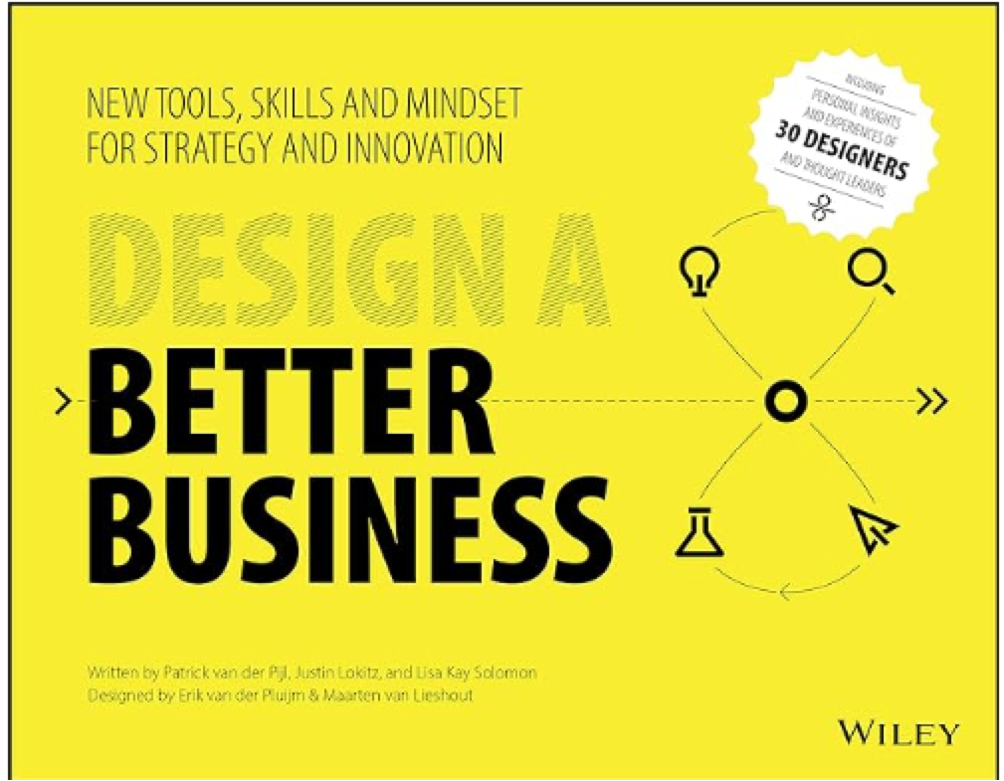 NEW TOOLS, SKILLS AND MINDSET
FOR STRATEGY AND INNOVATION
INCLUDING
PERSONAL INSIGHTS
AND EXPERIENCES OF
30 DESIGNERS
AND THOUGHT LEADERS
DESIGN A
BETTER
BUSINESS
Written by Patrick van der Pijl, Justin Lokitz, and Lisa Kay Solomon
Designed by Erik van der Pluijm & Maarten van Lieshout
WILEY